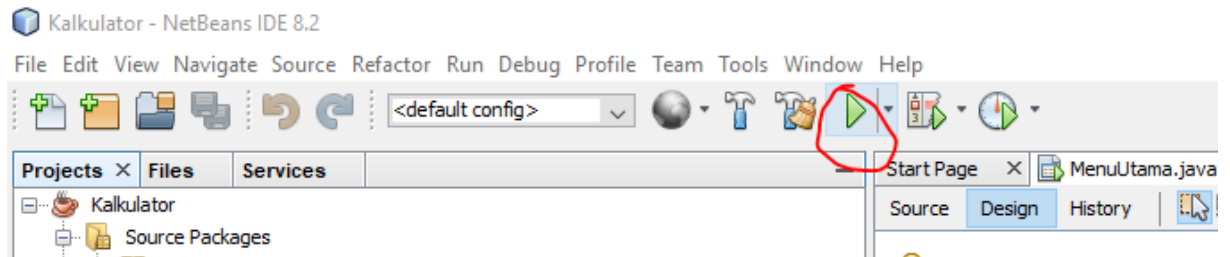 Kalkulator - NetBeans IDE 8.2
File Edit View Navigate Source Refactor Run Debug Profile Team Tools Window Help
<default config>
Projects Files Services
Start Page MenuUtama.java
Kalkulator
Source Design History
Source Packages